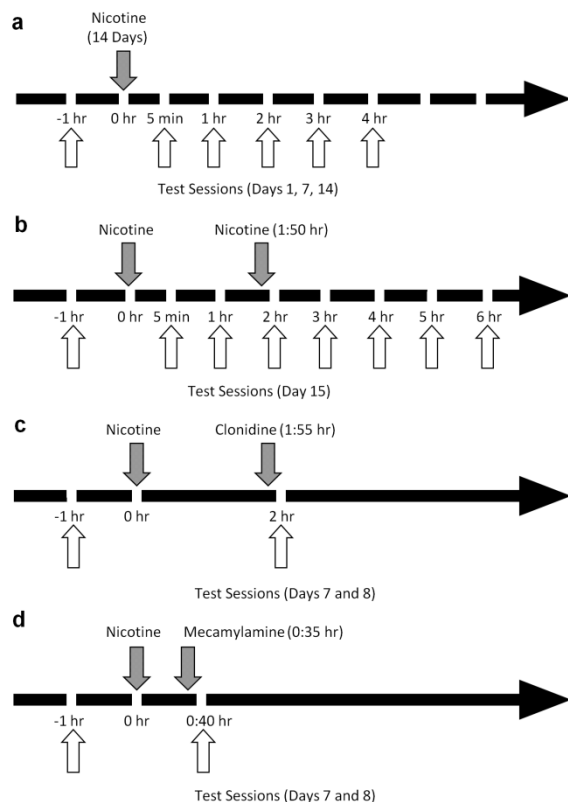 a
Nicotine
(14 Days)
-1 hr 0 hr 5 min 1 hr 2 hr 3 hr 4 hr
Test Sessions (Days 1, 7, 14)
b
Nicotine Nicotine (1:50 hr)
-1 hr 0 hr 5 min 1 hr 2 hr 3 hr 4 hr 5 hr 6 hr
Test Sessions (Day 15)
c
Nicotine Clonidine (1:55 hr)
-1 hr 0 hr 2 hr
Test Sessions (Days 7 and 8)
d
Nicotine Mecamylamine (0:35 hr)
-1 hr 0 hr 0:40 hr
Test Sessions (Days 7 and 8)